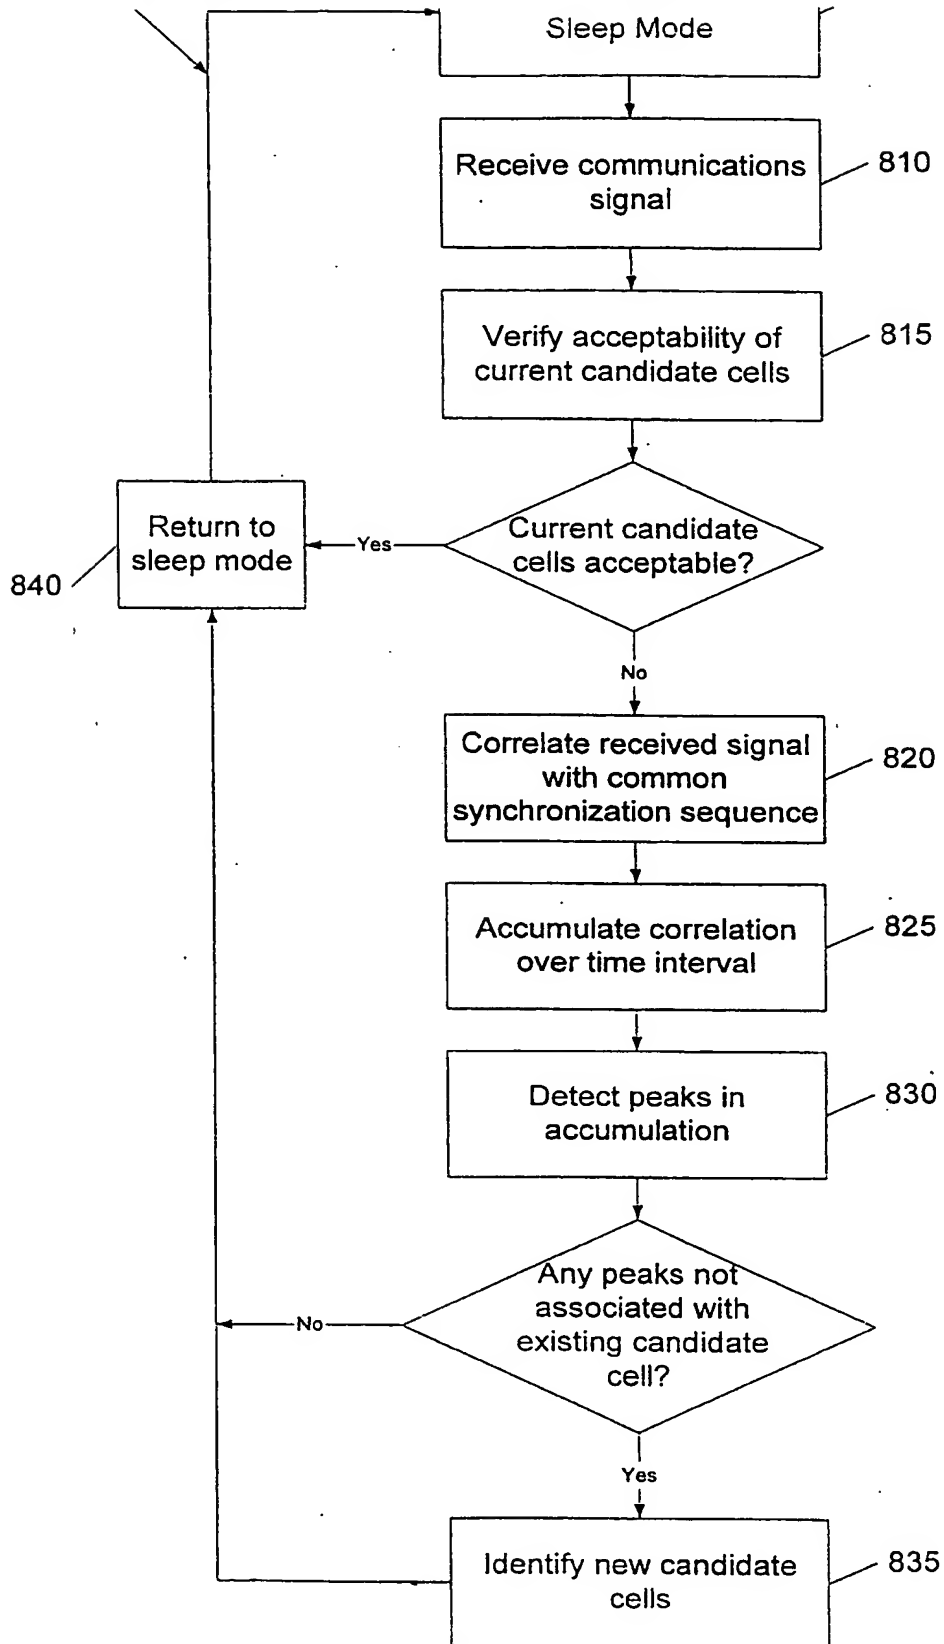 Sleep Mode
Receive communications
signal
810
Verify acceptability of
current candidate cells
815
Current candidate
cells acceptable?
Yes
Return to
sleep mode
840
No
Correlate received signal
with common
synchronization sequence
820
Accumulate correlation
over time interval
825
Detect peaks in
accumulation
830
Any peaks not
associated with
existing candidate
cell?
No
Yes
Identify new candidate
cells
835